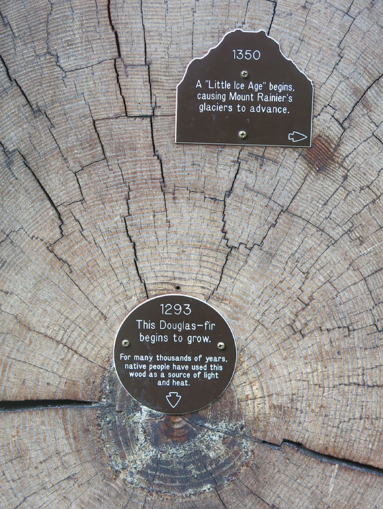 1350
A "Little Ice Age" begins,
causing Mount Rainier's
glaciers to advance.
1293
This Douglas-fir
begins to grow.
For many thousands of years,
native people have used this
wood as a source of light
and heat.